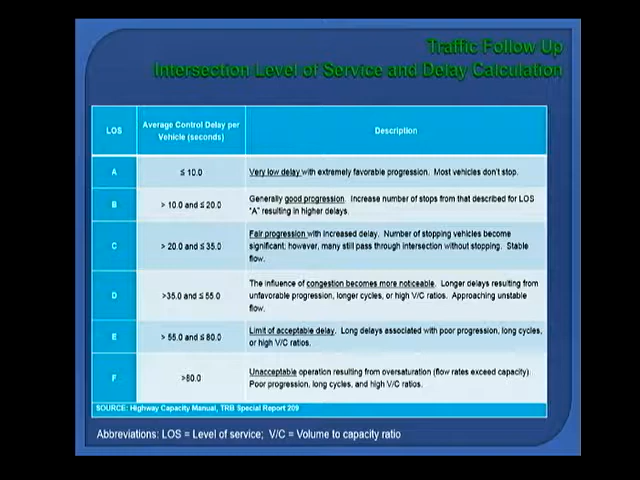 Traffic Follow Up
Intersection Level of Service and Delay Calculation
LOS
Average Control Delay per
Vehicle (seconds)
Description
A
≤ 10.0
Very low delay with extremely favorable progression. Most vehicles don't stop.
B
> 10.0 and ≤ 20.0
Generally good progression. Increase number of stops from that described for LOS
"A" resulting in higher delays.
C
> 20.0 and ≤ 35.0
Fair progression with increased delay. Number of stopping vehicles become
significant; however, many still pass through intersection without stopping. Stable
flow.
D
>35.0 and ≤ 55.0
The influence of congestion becomes more noticeable. Longer delays resulting from
unfavorable progression, longer cycles, or high V/C ratios. Approaching unstable
flow.
E
> 55.0 and ≤ 80.0
Limit of acceptable delay. Long delays associated with poor progression, long cycles,
or high V/C ratios.
F
>80.0
Unacceptable operation resulting from oversaturation (flow rates exceed capacity).
Poor progression, long cycles, and high V/C ratios.
SOURCE: Highway Capacity Manual, TRB Special Report 209
Abbreviations: LOS = Level of service; V/C = Volume to capacity ratio